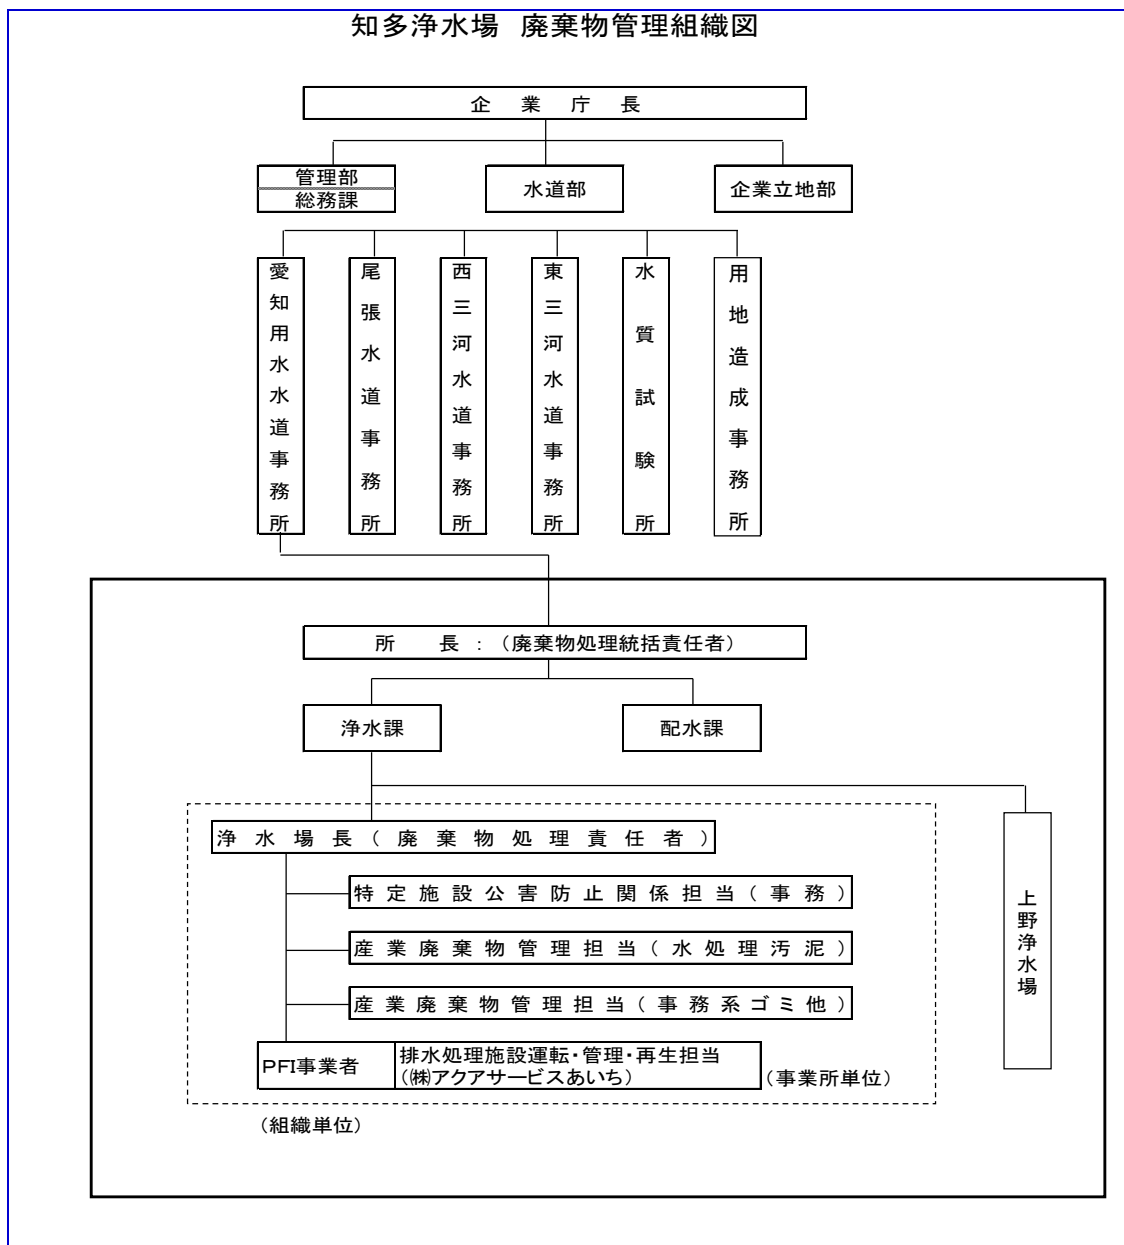 知多浄水場 廃棄物管理組織図
企業庁長
管理部
総務課
水道部
企業立地部
愛知用水水道事務所
尾張水道事務所
西三河水道事務所
東三河水道事務所
水質試験所
用地造成事務所
所長：（廃棄物処理統括責任者）
浄水課
配水課
浄水場長（廃棄物処理責任者）
特定施設公害防止関係担当（事務）
産業廃棄物管理担当（水処理汚泥）
産業廃棄物管理担当（事務系ゴミ他）
PFI事業者
排水処理施設運転・管理・再生担当
（㈱アクアサービスあいち）
（事業所単位）
（組織単位）
上野浄水場